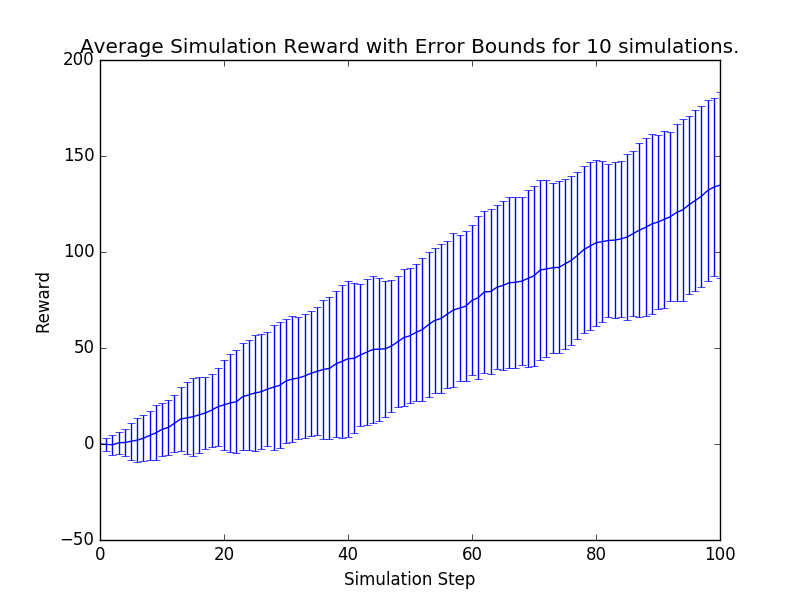 Average Simulation Reward with Error Bounds for 10 simulations.
200
150
100
50
0
−50
Reward
0 20 40 60 80 100
Simulation Step